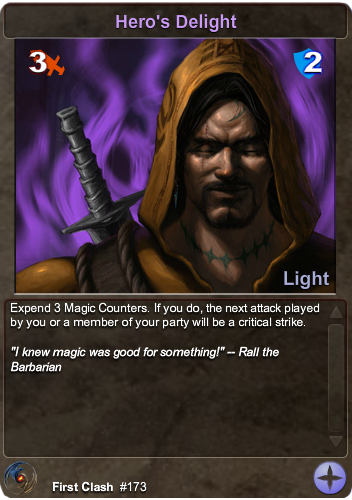 Hero's Delight
3 2
Light
Expend 3 Magic Counters. If you do, the next attack played
by you or a member of your party will be a critical strike.
"I knew magic was good for something!" -- Rall the
Barbarian
First Clash #173